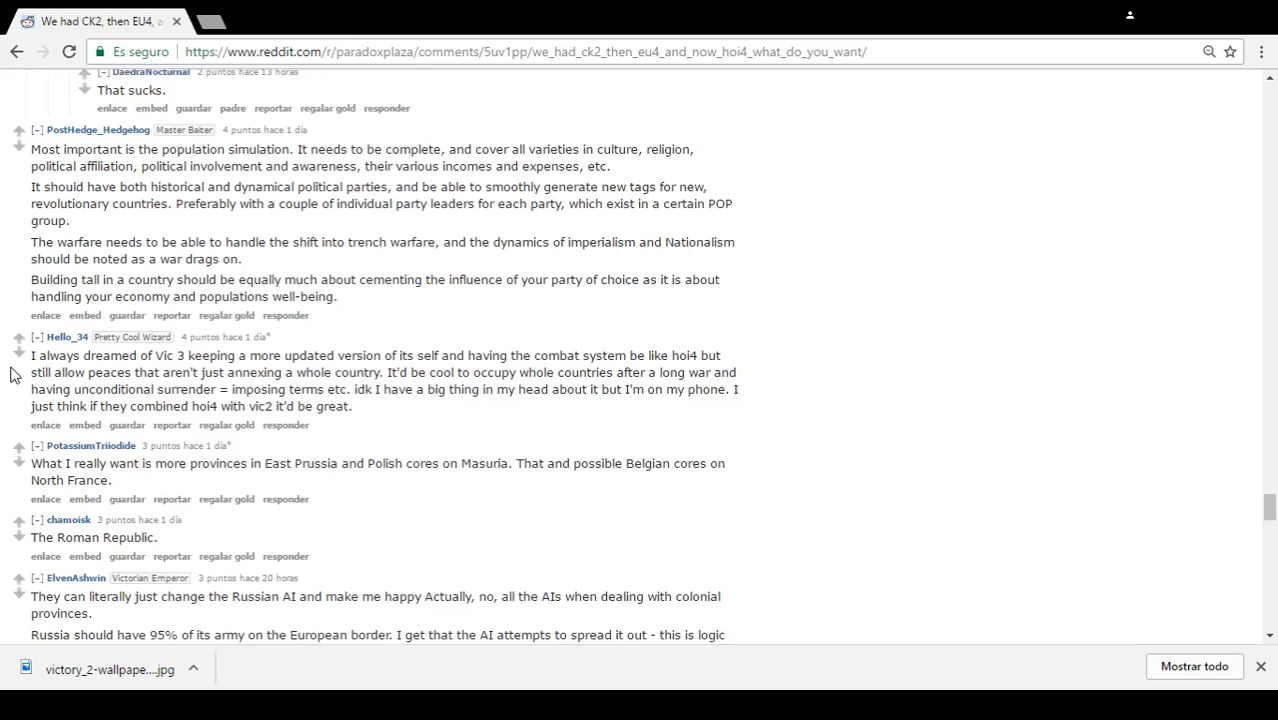 We had CK2, then EU4, a
Es seguro https://www.reddit.com/r/paradoxplaza/comments/5uv1pp/we_had_ck2_then_eu4_and_now_hoi4_what_do_you_want/
[-] DaedraNocturnal 2 puntos hace 13 horas
That sucks.
enlace embed guardar padre reportar regalar gold responder
[-] PostHedge_Hedgehog Master Baiter 4 puntos hace 1 día
Most important is the population simulation. It needs to be complete, and cover all varieties in culture, religion,
political affiliation, political involvement and awareness, their various incomes and expenses, etc.
It should have both historical and dynamical political parties, and be able to smoothly generate new tags for new,
revolutionary countries. Preferably with a couple of individual party leaders for each party, which exist in a certain POP
group.
The warfare needs to be able to handle the shift into trench warfare, and the dynamics of imperialism and Nationalism
should be noted as a war drags on.
Building tall in a country should be equally much about cementing the influence of your party of choice as it is about
handling your economy and populations well-being.
enlace embed guardar reportar regalar gold responder
[-] Hello_34 Pretty Cool Wizard 4 puntos hace 1 día*
I always dreamed of Vic 3 keeping a more updated version of its self and having the combat system be like hoi4 but
still allow peaces that aren't just annexing a whole country. It'd be cool to occupy whole countries after a long war and
having unconditional surrender = imposing terms etc. idk I have a big thing in my head about it but I'm on my phone. I
just think if they combined hoi4 with vic2 it'd be great.
enlace embed guardar reportar regalar gold responder
[-] PotassiumTriiodide 3 puntos hace 1 día*
What I really want is more provinces in East Prussia and Polish cores on Masuria. That and possible Belgian cores on
North France.
enlace embed guardar reportar regalar gold responder
[-] chamoisk 3 puntos hace 1 día
The Roman Republic.
enlace embed guardar reportar regalar gold responder
[-] ElvenAshwin Victorian Emperor 3 puntos hace 20 horas
They can literally just change the Russian AI and make me happy Actually, no, all the AIs when dealing with colonial
provinces.
Russia should have 95% of its army on the European border. I get that the AI attempts to spread it out - this is logic
victory_2-wallpape....jpg Mostrar todo